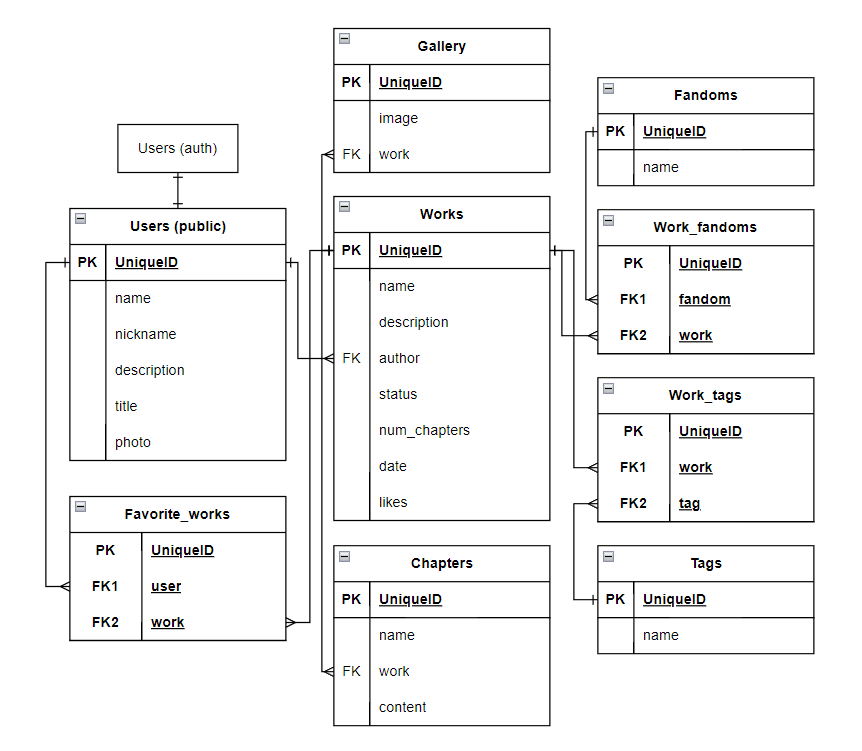 Users (auth)
Users (public)
PK UniqueID
name
nickname
description
title
photo
Favorite_works
PK UniqueID
FK1 user
FK2 work
Gallery
PK UniqueID
image
FK work
Works
PK UniqueID
name
description
FK author
status
num_chapters
date
likes
Chapters
PK UniqueID
name
FK work
content
Fandoms
PK UniqueID
name
Work_fandoms
PK UniqueID
FK1 fandom
FK2 work
Work_tags
PK UniqueID
FK1 work
FK2 tag
Tags
PK UniqueID
name